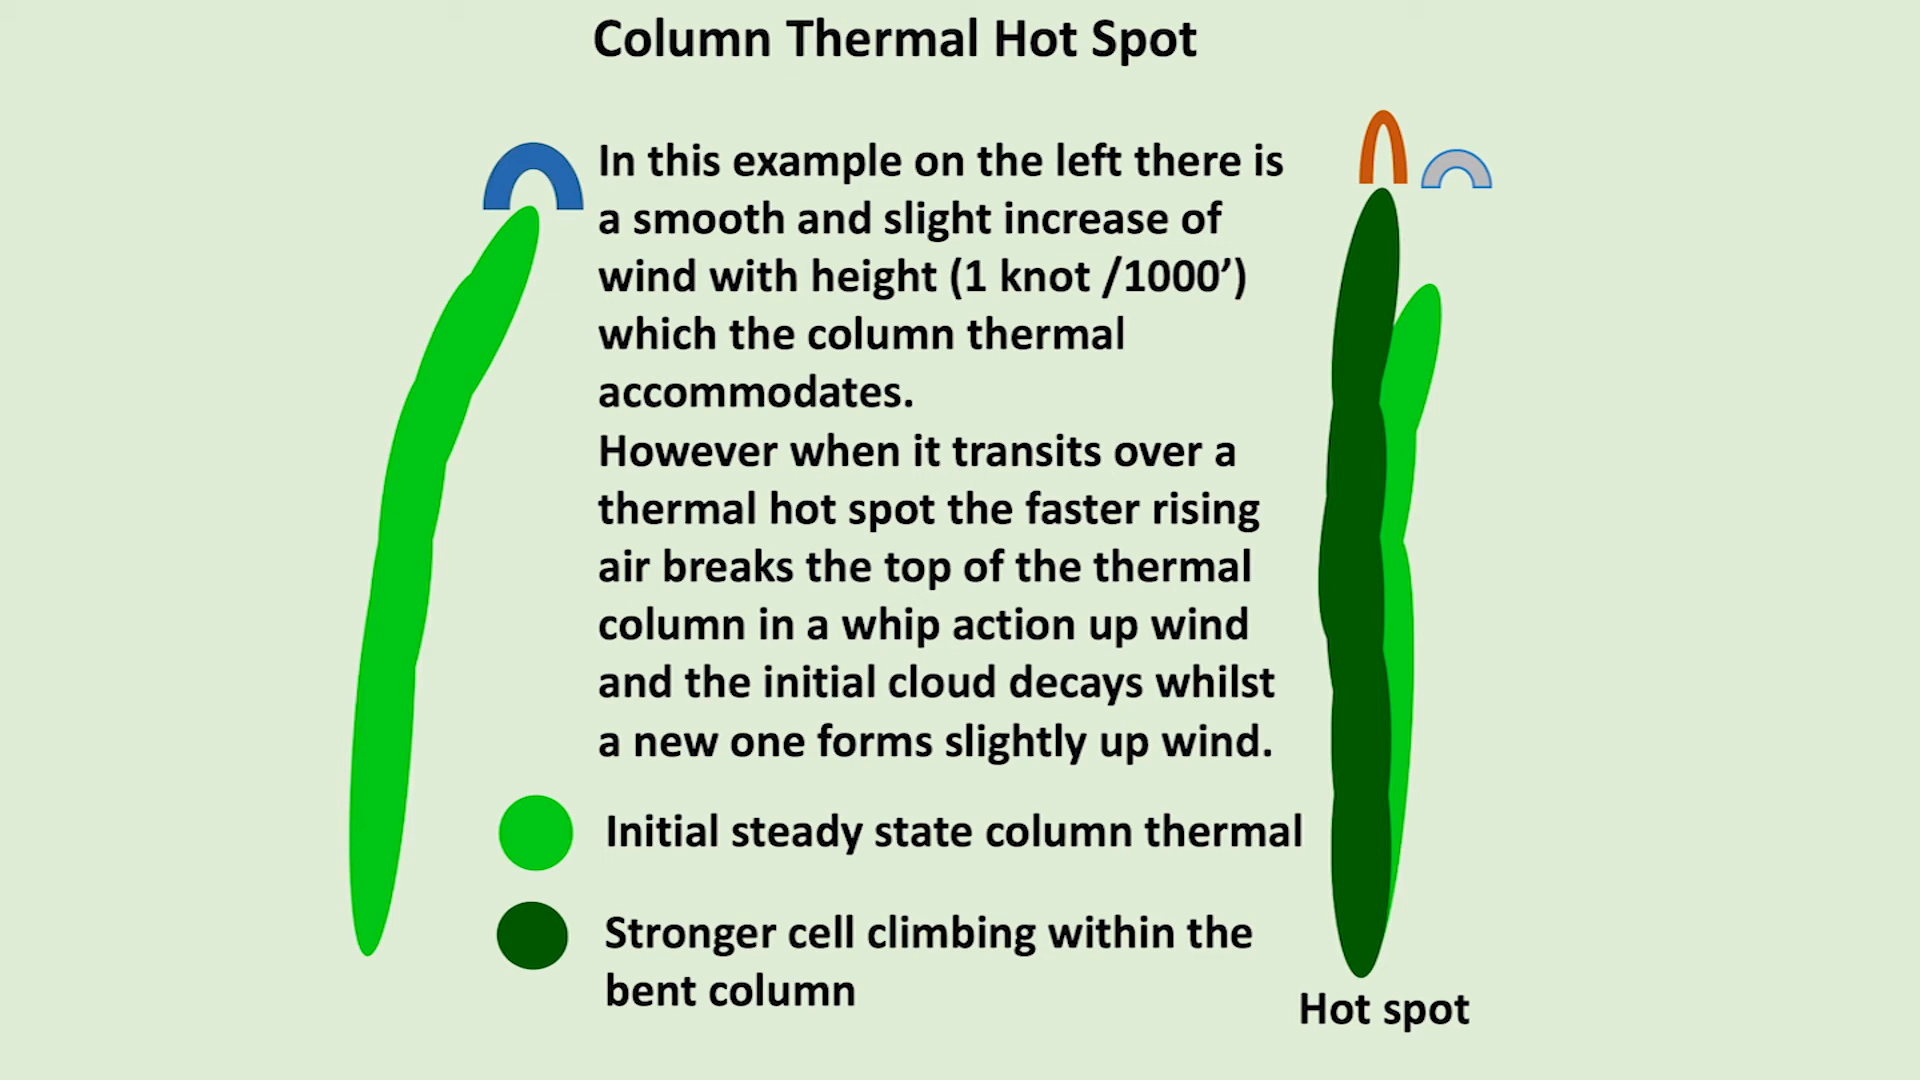 Column Thermal Hot Spot
In this example on the left there is
a smooth and slight increase of
wind with height (1 knot /1000’)
which the column thermal
accommodates.
However when it transits over a
thermal hot spot the faster rising
air breaks the top of the thermal
column in a whip action up wind
and the initial cloud decays whilst
a new one forms slightly up wind.
Initial steady state column thermal
Stronger cell climbing within the
bent column
Hot spot